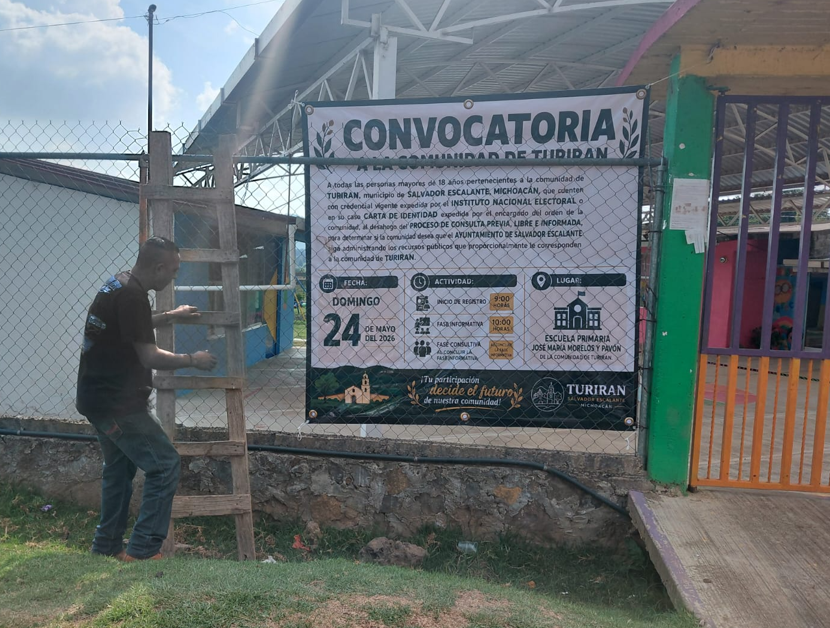 CONVOCATORIA
A LA COMUNIDAD DE TURIRAN
A todas las personas mayores de 18 años pertenecientes a la comunidad de
TURIRAN, municipio de SALVADOR ESCALANTE, MICHOACÁN, que cuenten
con credencial vigente expedida por el INSTITUTO NACIONAL ELECTORAL o
en su caso CARTA DE IDENTIDAD expedida por el encargado del orden de la
comunidad, al desahogo del PROCESO DE CONSULTA PREVIA, LIBRE E INFORMADA,
para determinar si la comunidad desea que el AYUNTAMIENTO DE SALVADOR ESCALANTE
siga administrando los recursos públicos que proporcionalmente le corresponden
a la comunidad de TURIRAN.
FECHA:
DOMINGO
24 DE MAYO
DEL 2026
ACTIVIDAD:
INICIO DE REGISTRO 9:00 HORAS
FASE INFORMATIVA 10:00 HORAS
FASE CONSULTIVA
AL CONCLUIR LA
FASE INFORMATIVA
LUGAR:
ESCUELA PRIMARIA
JOSÉ MARÍA MORELOS Y PAVÓN
DE LA COMUNIDAD DE TURIRAN
¡Tu participación
decide el futuro
de nuestra comunidad!
TURIRAN
SALVADOR ESCALANTE
MICHOACÁN